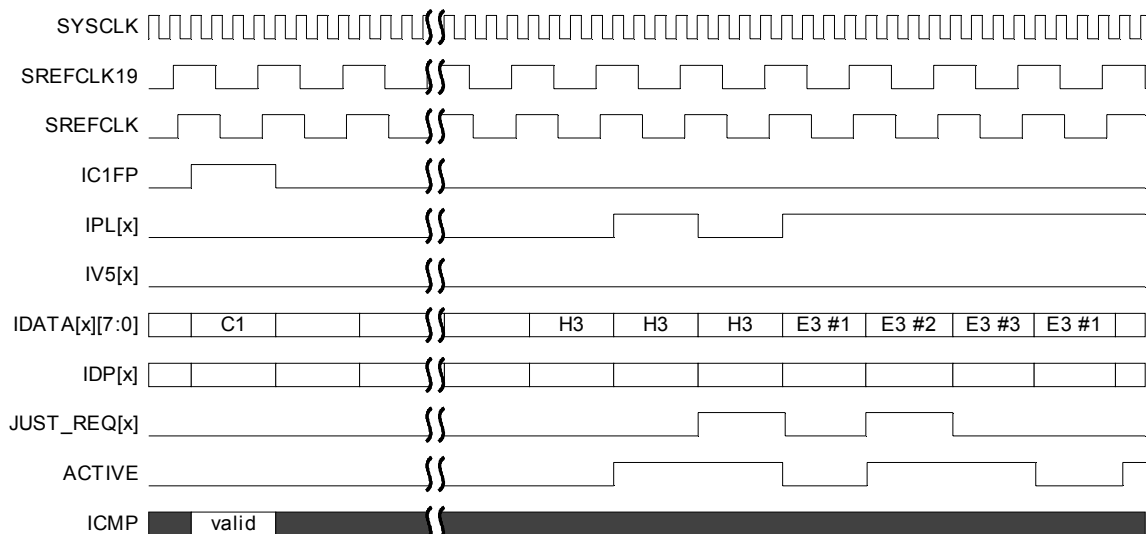 SYSCLK
SREFCLK19
SREFCLK
IC1FP
IPL[x]
IV5[x]
IDATA[x][7:0] C1 H3 H3 H3 E3 #1 E3 #2 E3 #3 E3 #1
IDP[x]
JUST_REQ[x]
ACTIVE
ICMP valid